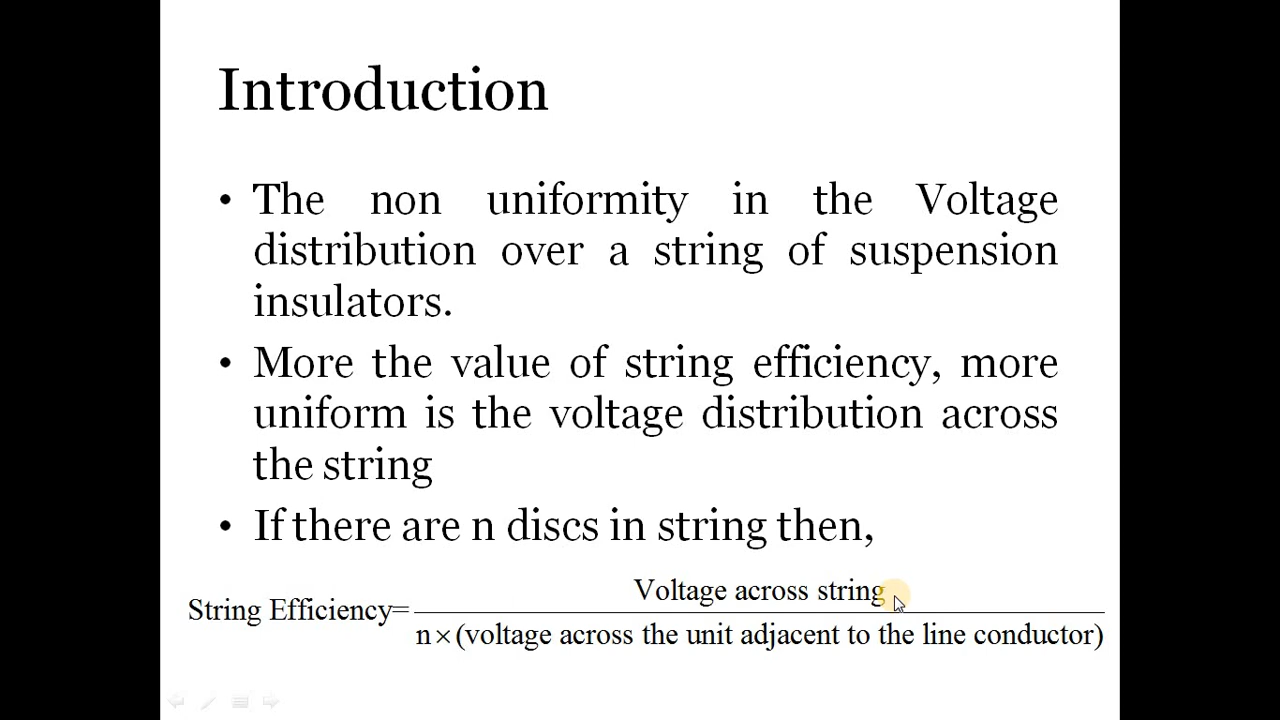 Introduction
• The non uniformity in the Voltage
distribution over a string of suspension
insulators.
• More the value of string efficiency, more
uniform is the voltage distribution across
the string
• If there are n discs in string then,
Voltage across string
String Efficiency=
n×(voltage across the unit adjacent to the line conductor)